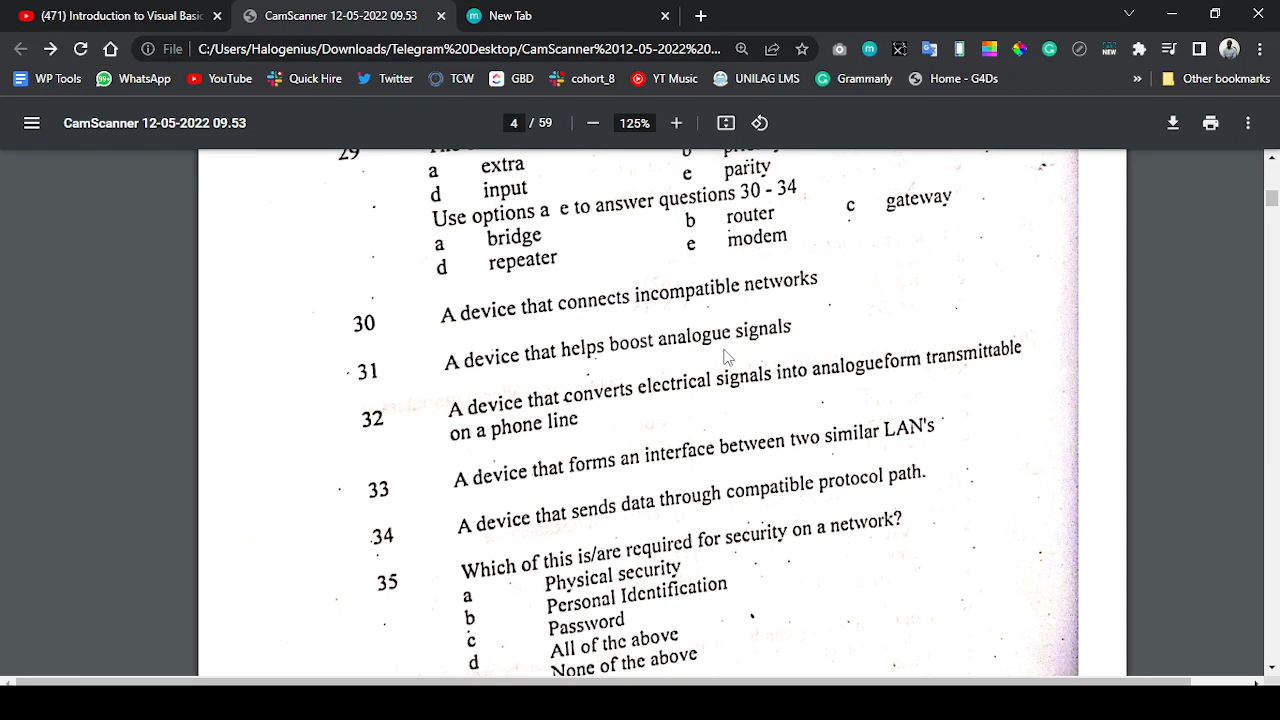 (471) Introduction to Visual Basic
CamScanner 12-05-2022 09.53
New Tab
File C:/Users/Halogenius/Downloads/Telegram%20Desktop/CamScanner%2012-05-2022%20...
WP Tools WhatsApp YouTube Quick Hire Twitter CCW GBD cohort_8 YT Music UNILAG LMS Grammarly Home - G4Ds » Other bookmarks
CamScanner 12-05-2022 09.53 4 / 59 125%
29
a extra b
d input e parity
Use options a e to answer questions 30 - 34
a bridge b router c gateway
d repeater e modem
30 A device that connects incompatible networks
31 A device that helps boost analogue signals
32 A device that converts electrical signals into analogueform transmittable
on a phone line
33 A device that forms an interface between two similar LAN's
34 A device that sends data through compatible protocol path.
35 Which of this is/are required for security on a network?
a Physical security
b Personal Identification
c Password
d All of the above
None of the above